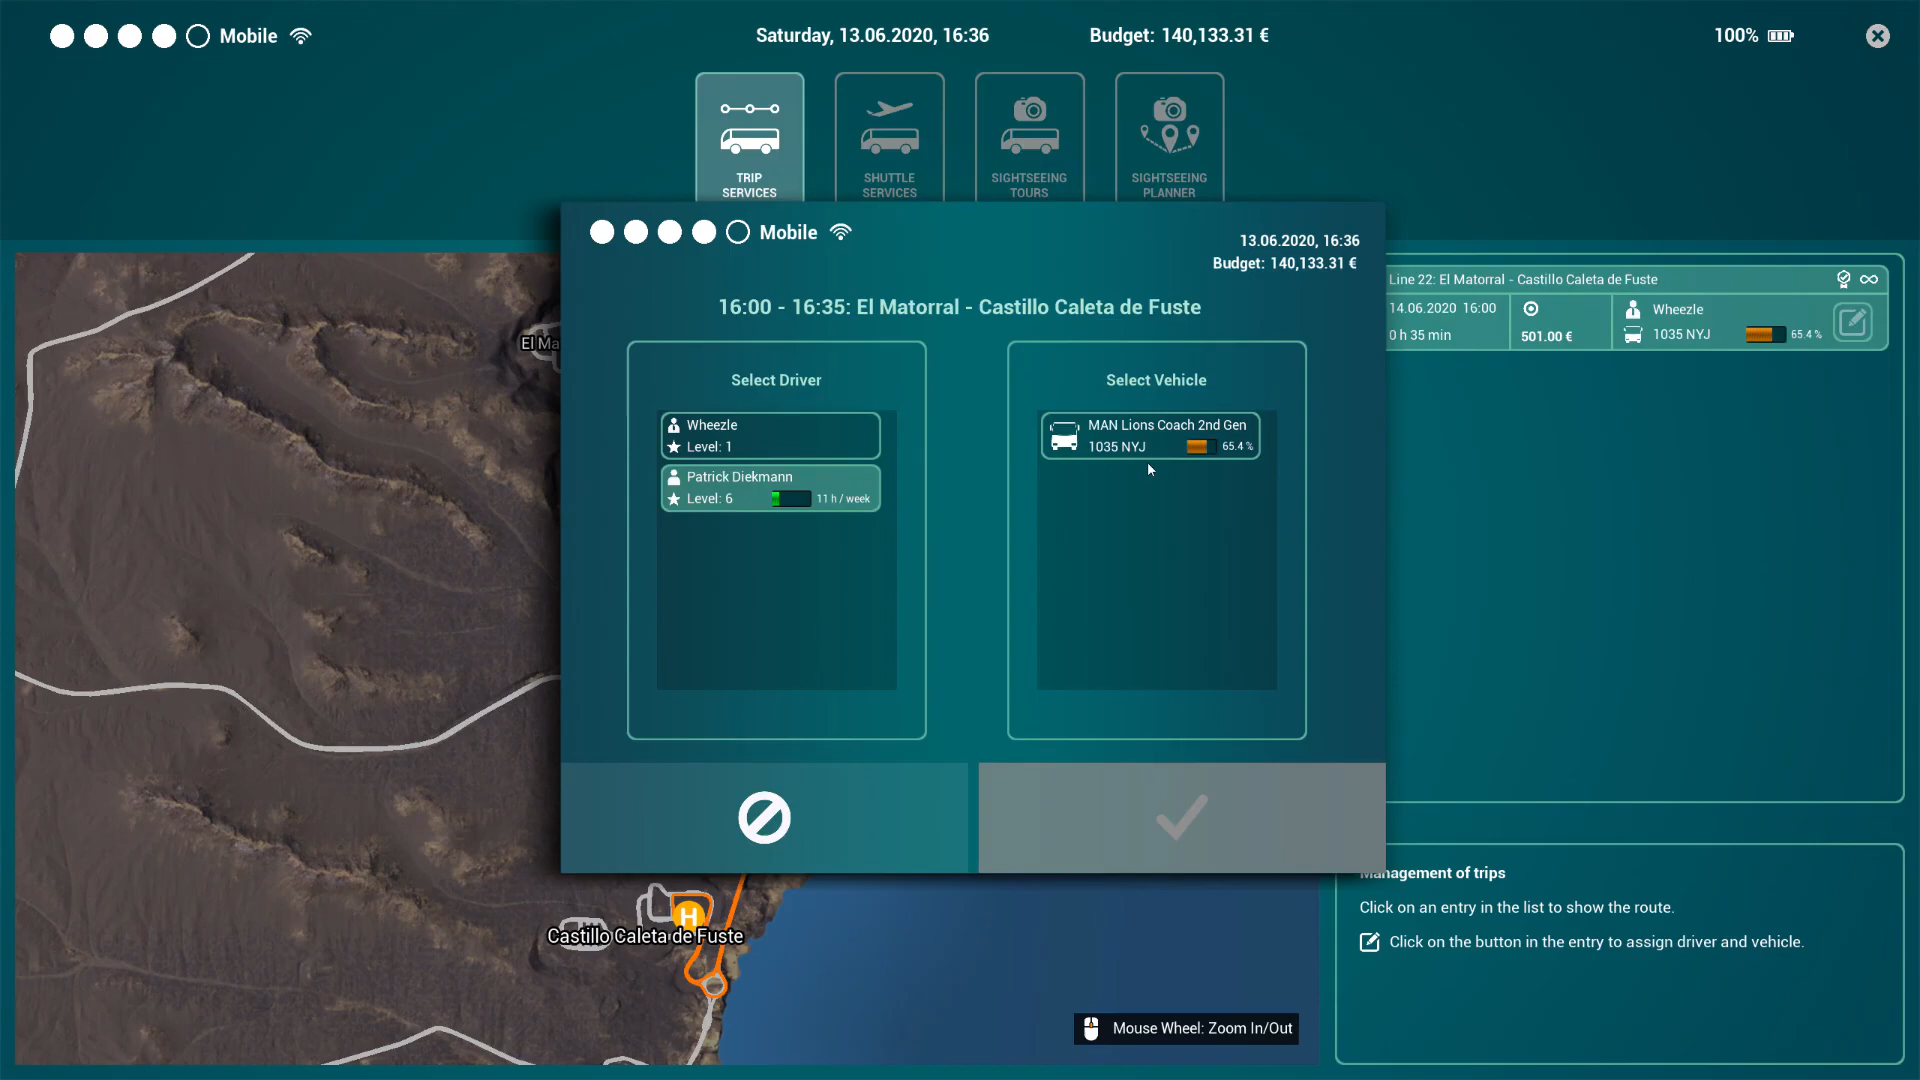 Mobile
Saturday, 13.06.2020, 16:36
Budget: 140,133.31 €
100%
TRIP
SERVICES
SHUTTLE
SERVICES
SIGHTSEEING
TOURS
SIGHTSEEING
PLANNER
Mobile
13.06.2020, 16:36
Budget: 140,133.31 €
16:00 - 16:35: El Matorral - Castillo Caleta de Fuste
Select Driver
Wheezle
Level: 1
Patrick Diekmann
Level: 6
11 h / week
Select Vehicle
MAN Lions Coach 2nd Gen
1035 NYJ
65.4 %
Line 22: El Matorral - Castillo Caleta de Fuste
14.06.2020 16:00
0 h 35 min
501.00 €
Wheezle
1035 NYJ
65.4 %
El Ma
H
Castillo Caleta de Fuste
Mouse Wheel: Zoom In/Out
Management of trips
Click on an entry in the list to show the route.
Click on the button in the entry to assign driver and vehicle.